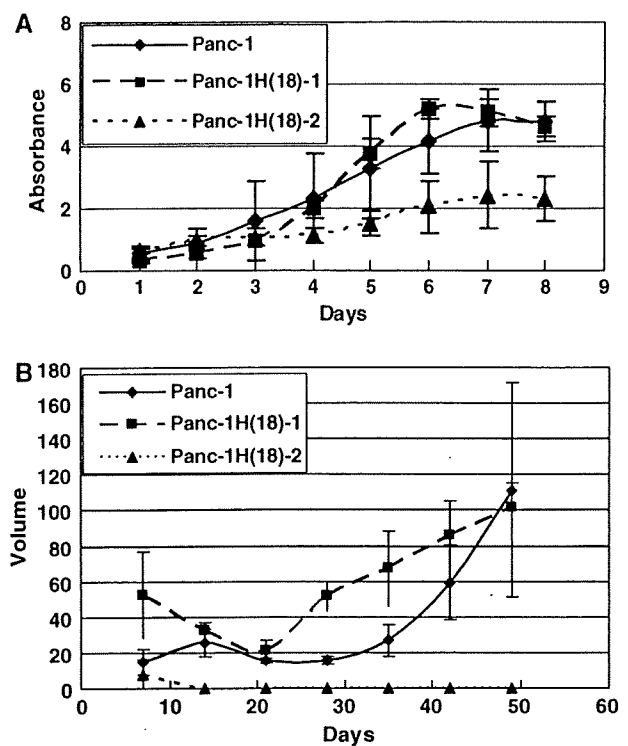 A
8
Panc-1
Panc-1H(18)-1
Panc-1H(18)-2
6
4
2
0
Absorbance
0 1 2 3 4 5 6 7 8 9
Days
B
180
Panc-1
Panc-1H(18)-1
Panc-1H(18)-2
160
140
120
100
80
60
40
20
0
Volume
0 10 20 30 40 50 60
Days